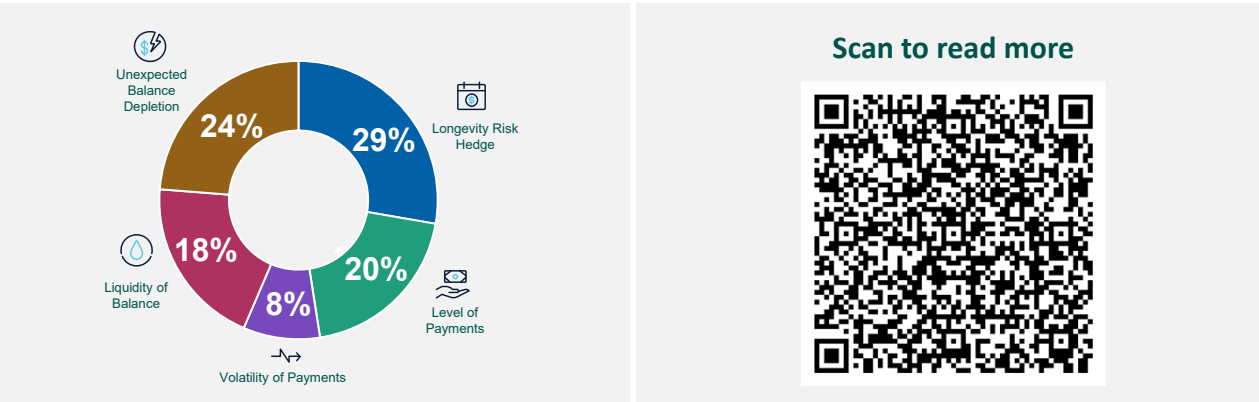 Unexpected
Balance
Depletion
24%
29%
Longevity Risk
Hedge
18%
Liquidity of
Balance
20%
Level of
Payments
8%
Volatility of Payments
Scan to read more